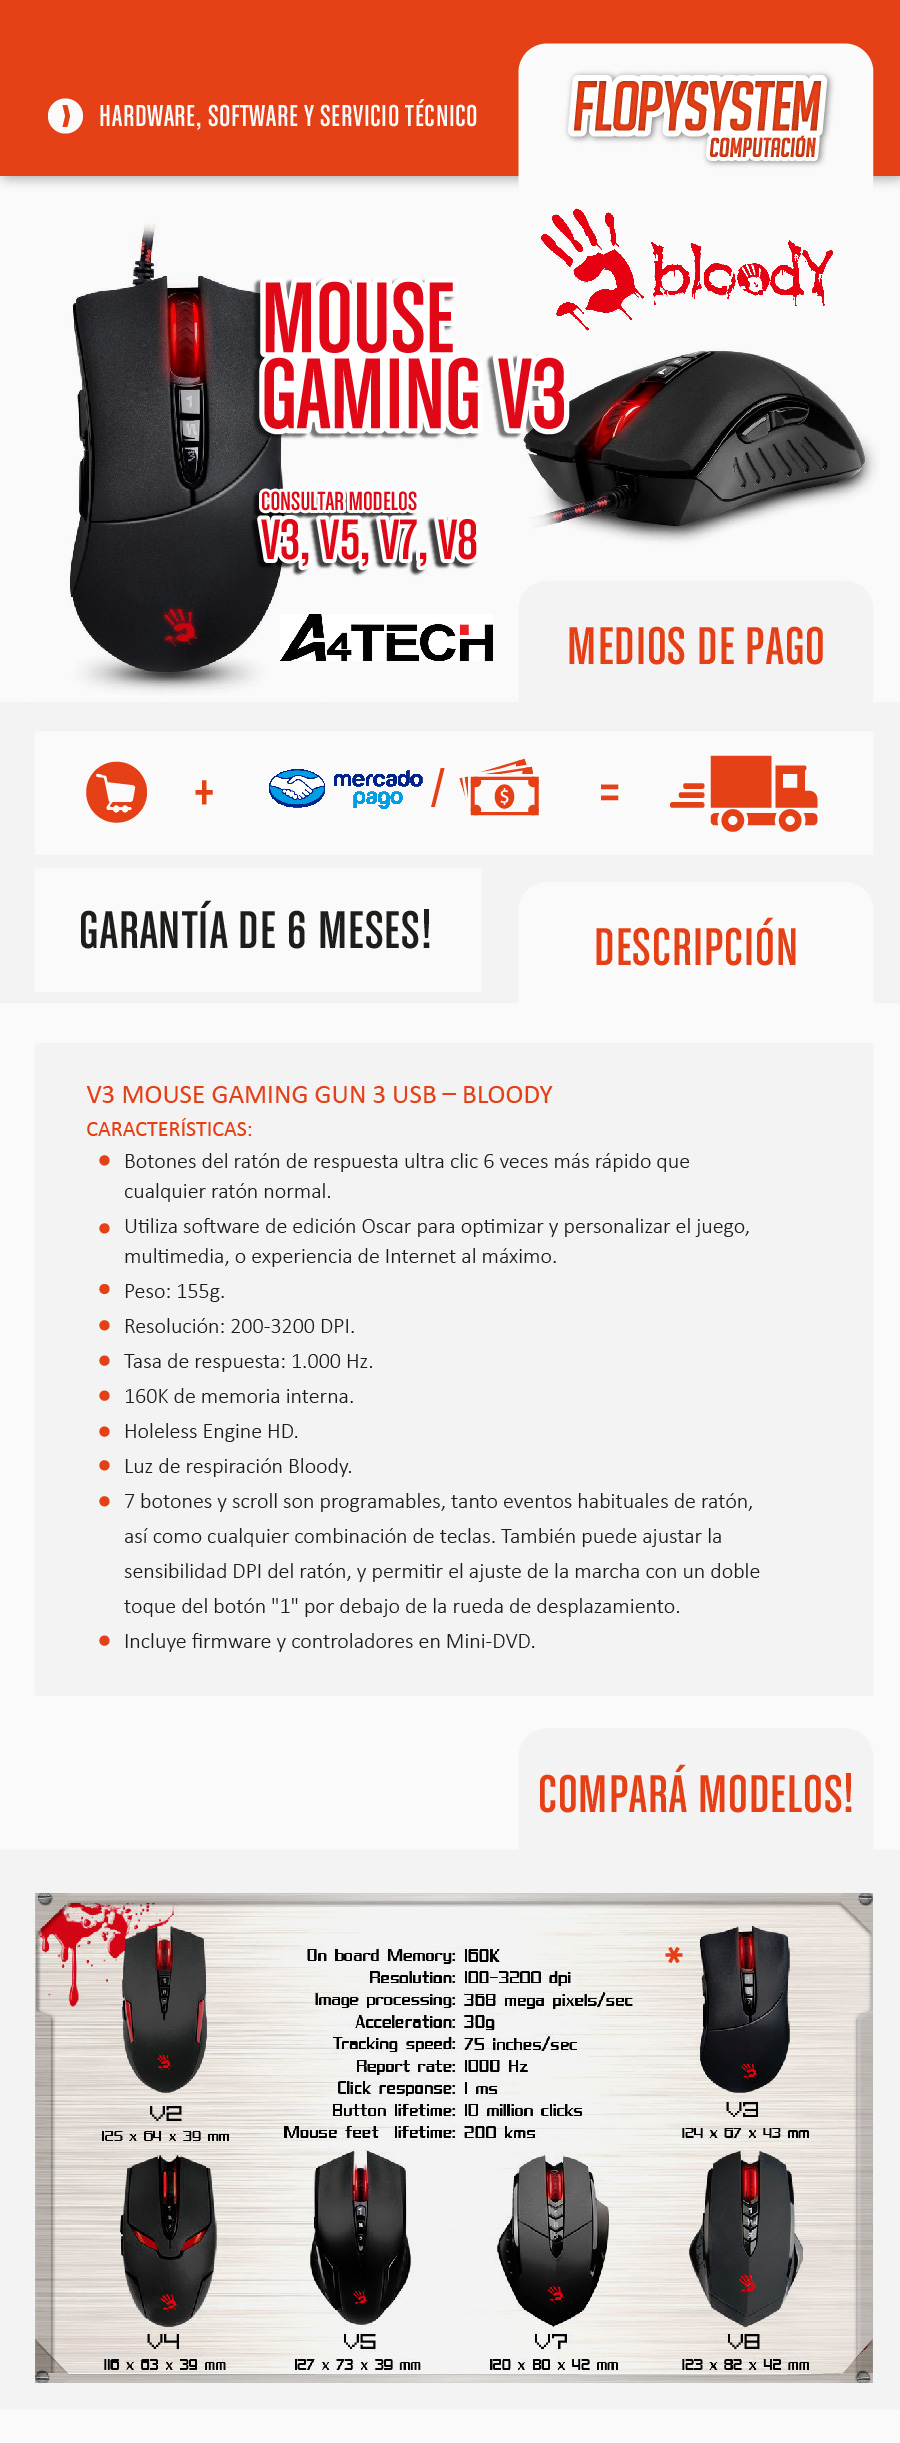 HARDWARE, SOFTWARE Y SERVICIO TÉCNICO
FLOPYSYSTEM
COMPUTACIÓN
bloody
MOUSE
GAMING V3
CONSULTAR MODELOS
V3, V5, V7, V8
A4TECH
MEDIOS DE PAGO
+ mercado pago / $ =
GARANTÍA DE 6 MESES!
DESCRIPCIÓN
V3 MOUSE GAMING GUN 3 USB – BLOODY
CARACTERÍSTICAS:
Botones del ratón de respuesta ultra clic 6 veces más rápido que
cualquier ratón normal.
Utiliza software de edición Oscar para optimizar y personalizar el juego,
multimedia, o experiencia de Internet al máximo.
Peso: 155g.
Resolución: 200-3200 DPI.
Tasa de respuesta: 1.000 Hz.
160K de memoria interna.
Holeless Engine HD.
Luz de respiración Bloody.
7 botones y scroll son programables, tanto eventos habituales de ratón,
así como cualquier combinación de teclas. También puede ajustar la
sensibilidad DPI del ratón, y permitir el ajuste de la marcha con un doble
toque del botón "1" por debajo de la rueda de desplazamiento.
Incluye firmware y controladores en Mini-DVD.
COMPARÁ MODELOS!
On board Memory: 160K
Resolution: 100-3200 dpi
Image processing: 368 mega pixels/sec
Acceleration: 30g
Tracking speed: 75 inches/sec
Report rate: 1000 Hz
Click response: 1 ms
Button lifetime: 10 million clicks
Mouse feet lifetime: 200 kms
*
V2
125 x 64 x 39 mm
V3
124 x 67 x 43 mm
V4
116 x 63 x 39 mm
V5
127 x 73 x 39 mm
V7
120 x 80 x 42 mm
V8
123 x 82 x 42 mm